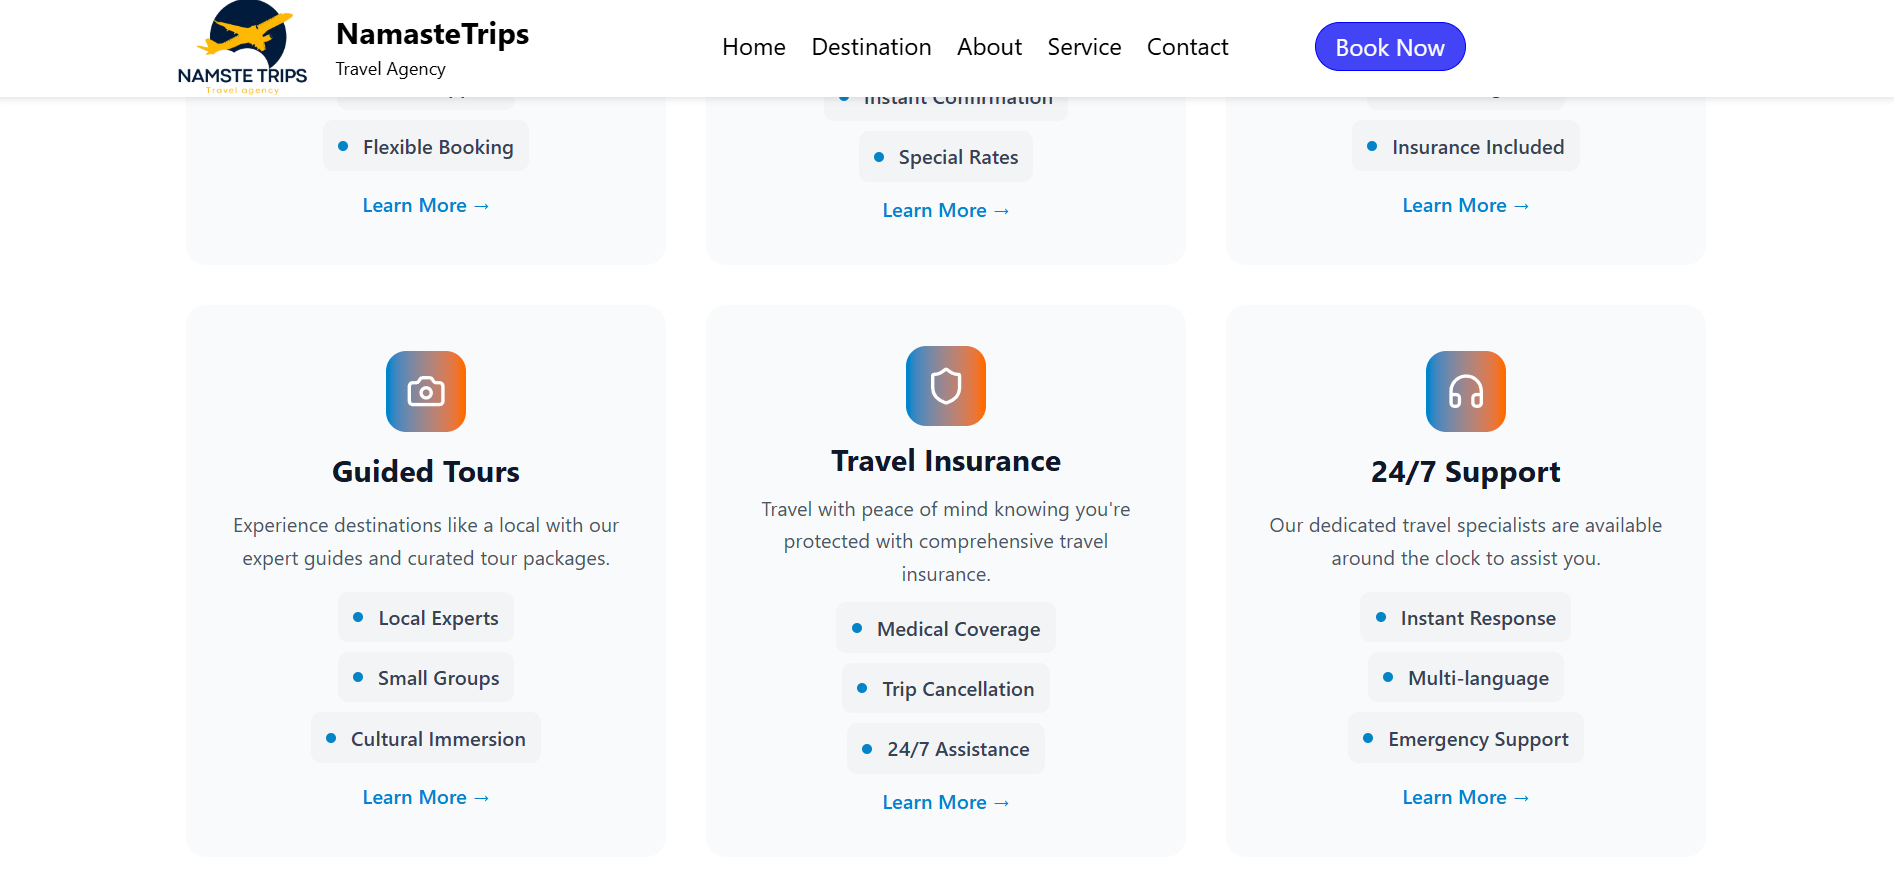 NAMSTE TRIPS
Travel agency
NamasteTrips
Travel Agency
Home Destination About Service Contact
Book Now
Flexible Booking
Learn More →
Instant Confirmation
Special Rates
Learn More →
Insurance Included
Learn More →
Guided Tours
Experience destinations like a local with our
expert guides and curated tour packages.
Local Experts
Small Groups
Cultural Immersion
Learn More →
Travel Insurance
Travel with peace of mind knowing you're
protected with comprehensive travel
insurance.
Medical Coverage
Trip Cancellation
24/7 Assistance
Learn More →
24/7 Support
Our dedicated travel specialists are available
around the clock to assist you.
Instant Response
Multi-language
Emergency Support
Learn More →